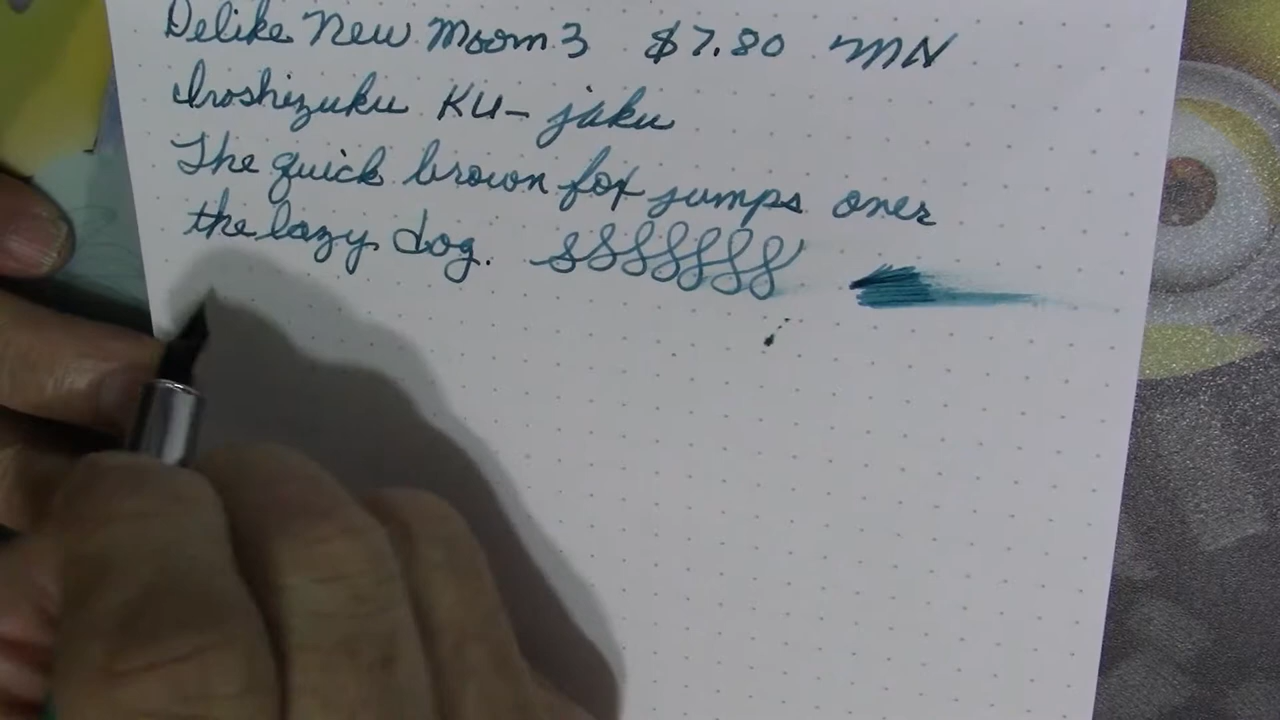 Delike New Moon 3 $7.80 MN
Iroshizuku Ku-jaku
The quick brown fox jumps over
the lazy dog. sssssss